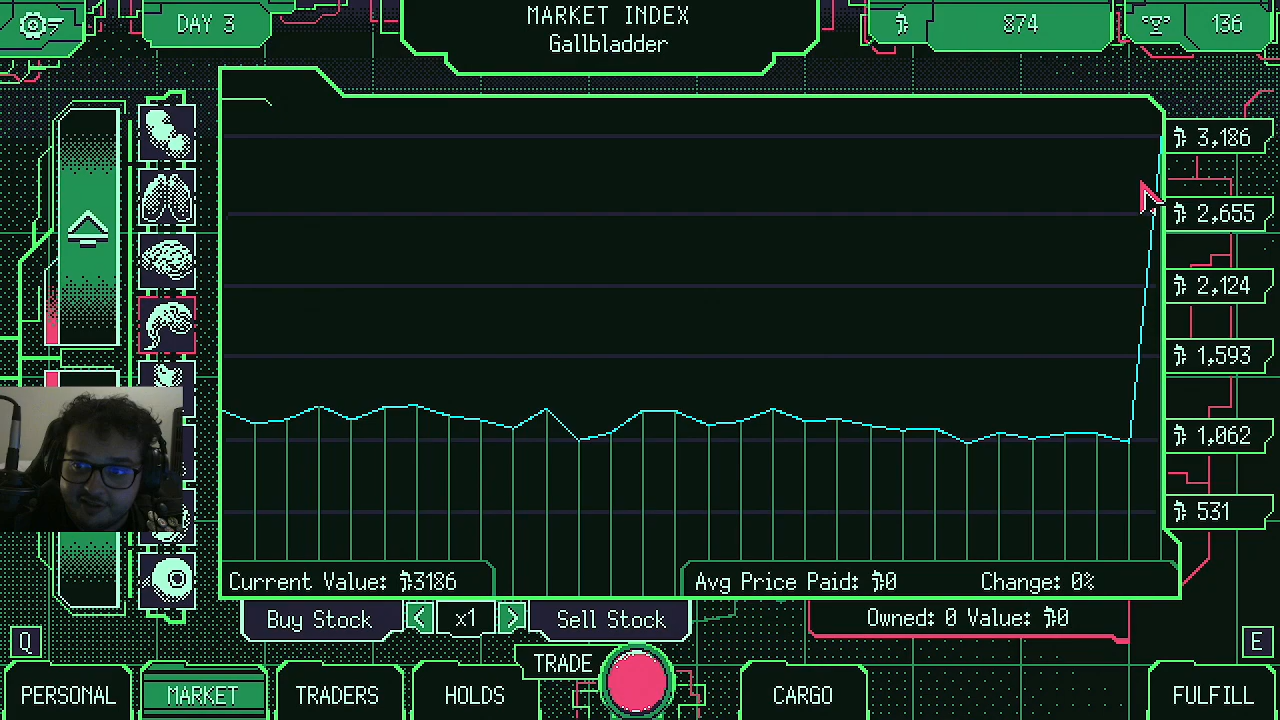 DAY 3
MARKET INDEX
Gallbladder
874
136
3,186
2,655
2,124
1,593
1,062
531
Current Value: 3186
Avg Price Paid: 0
Change: 0%
Buy Stock
x1
Sell Stock
Owned: 0 Value: 0
Q
E
TRADE
PERSONAL
MARKET
TRADERS
HOLDS
CARGO
FULFILL